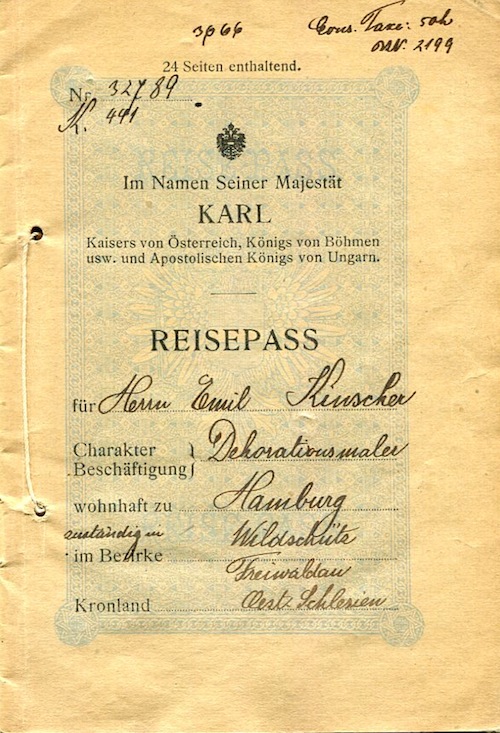 3066
Cons. Taxe: 50h
24 Seiten enthaltend.
Nr. 32789
K. 441
Im Namen Seiner Majestät
KARL
Kaisers von Österreich, Königs von Böhmen
usw. und Apostolischen Königs von Ungarn.
REISEPASS
für Herrn Emil Kinscher
Charakter
Beschäftigung
Dekorationsmaler
wohnhaft zu Hamburg
zuständig in Wildschütz
im Bezirke Freiwaldau
Kronland Oest. Schlesien